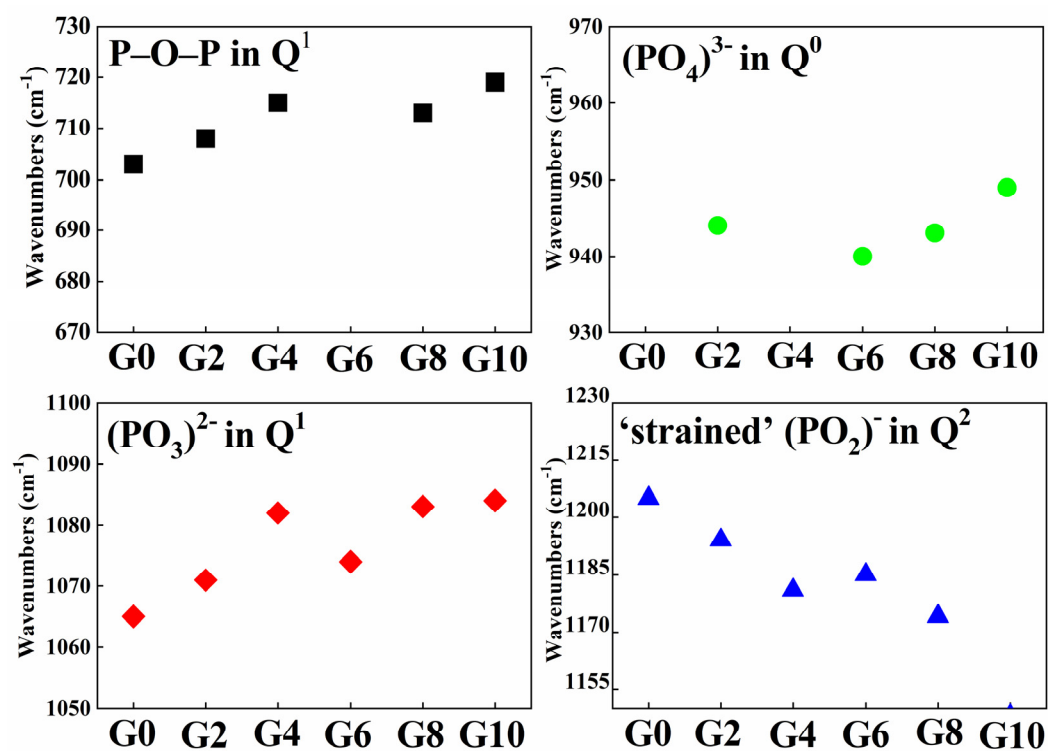 P–O–P in Q¹
Wavenumbers (cm⁻¹)
730
720
710
700
690
680
670
G0 G2 G4 G6 G8 G10
(PO₄)³⁻ in Q⁰
Wavenumbers (cm⁻¹)
970
960
950
940
930
G0 G2 G4 G6 G8 G10
(PO₃)²⁻ in Q¹
Wavenumbers (cm⁻¹)
1100
1090
1080
1070
1060
1050
G0 G2 G4 G6 G8 G10
‘strained’ (PO₂)⁻ in Q²
Wavenumbers (cm⁻¹)
1230
1215
1200
1185
1170
1155
G0 G2 G4 G6 G8 G10